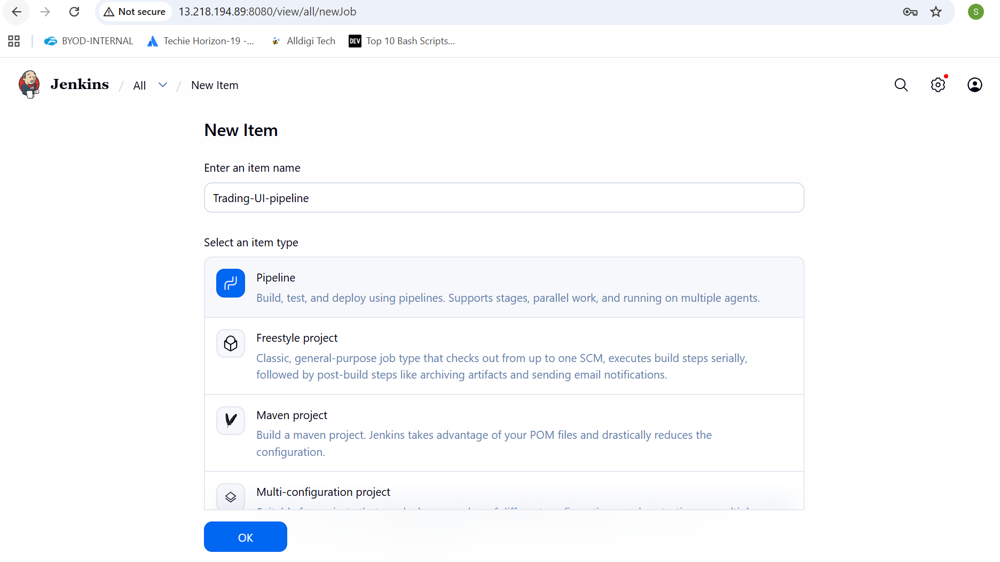 Not secure 13.218.194.89:8080/view/all/newJob S
BYOD-INTERNAL Techie Horizon-19 -... Alldigi Tech DEV Top 10 Bash Scripts...
Jenkins / All / New Item
New Item
Enter an item name
Trading-UI-pipeline
Select an item type
Pipeline
Build, test, and deploy using pipelines. Supports stages, parallel work, and running on multiple agents.
Freestyle project
Classic, general-purpose job type that checks out from up to one SCM, executes build steps serially,
followed by post-build steps like archiving artifacts and sending email notifications.
Maven project
Build a maven project. Jenkins takes advantage of your POM files and drastically reduces the
configuration.
Multi-configuration project
OK